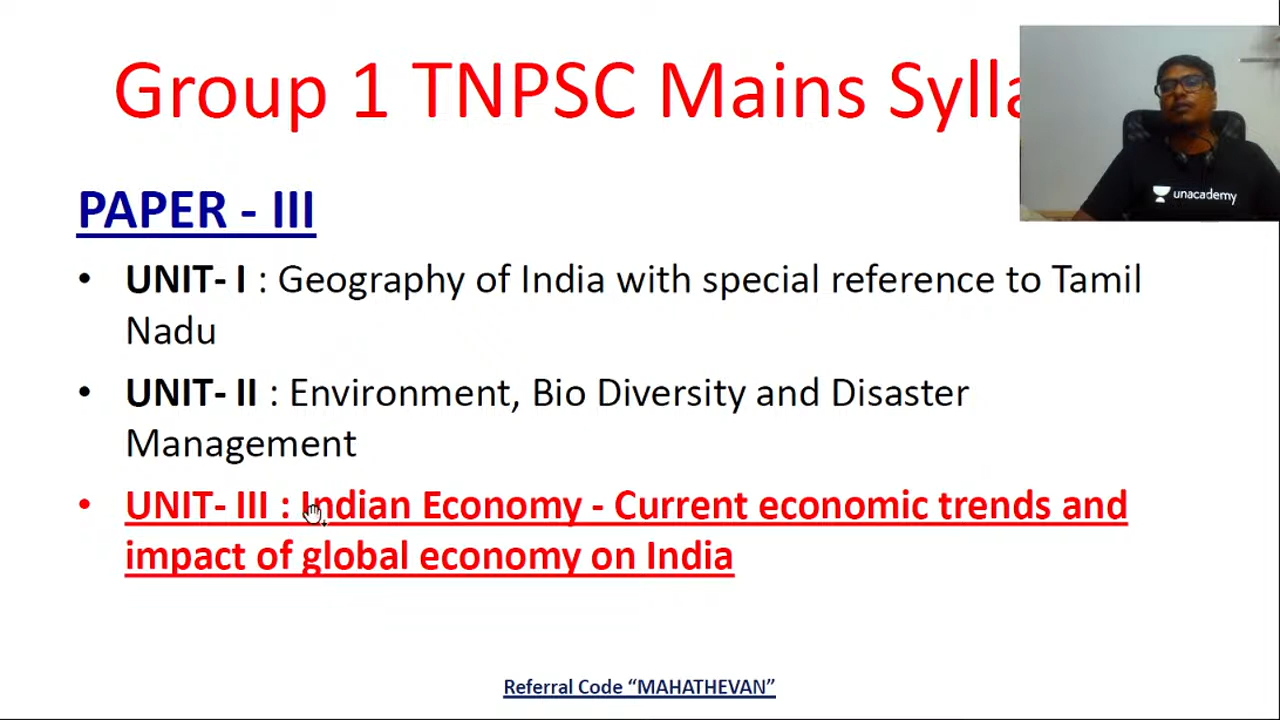 Group 1 TNPSC Mains Sylla
unacademy
PAPER - III
• UNIT- I : Geography of India with special reference to Tamil
Nadu
• UNIT- II : Environment, Bio Diversity and Disaster
Management
• UNIT- III : Indian Economy - Current economic trends and
impact of global economy on India
Referral Code “MAHATHEVAN”